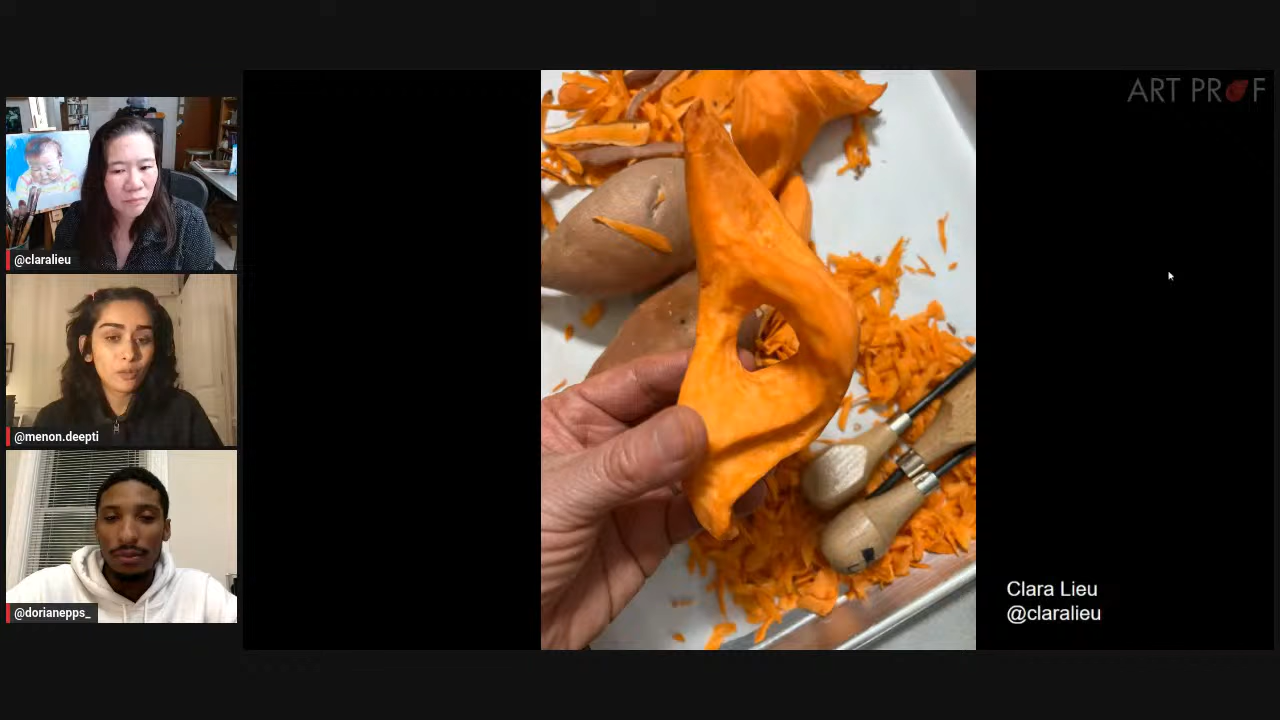 ART PROF
@claralieu
@menon.deepti
@dorianepps_
Clara Lieu
@claralieu